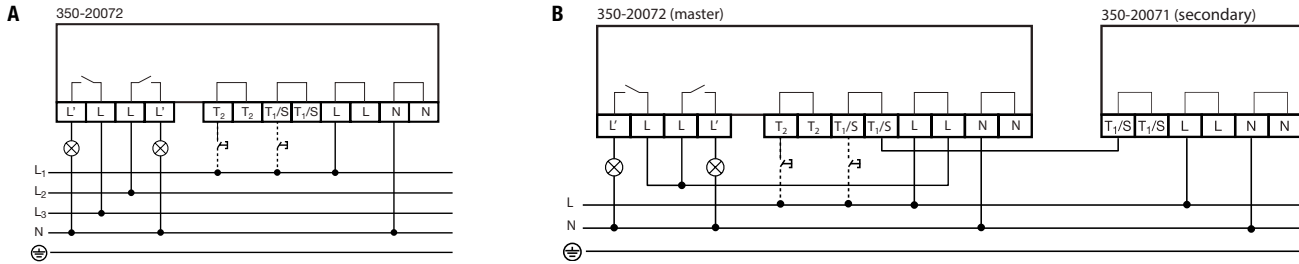 A
350-20072
L' L L L' T₂ T₂ T₁/S T₁/S L L N N
L₁
L₂
L₃
N
B
350-20072 (master)
350-20071 (secondary)
L' L L L' T₂ T₂ T₁/S T₁/S L L N N
T₁/S T₁/S L L N N
L
N